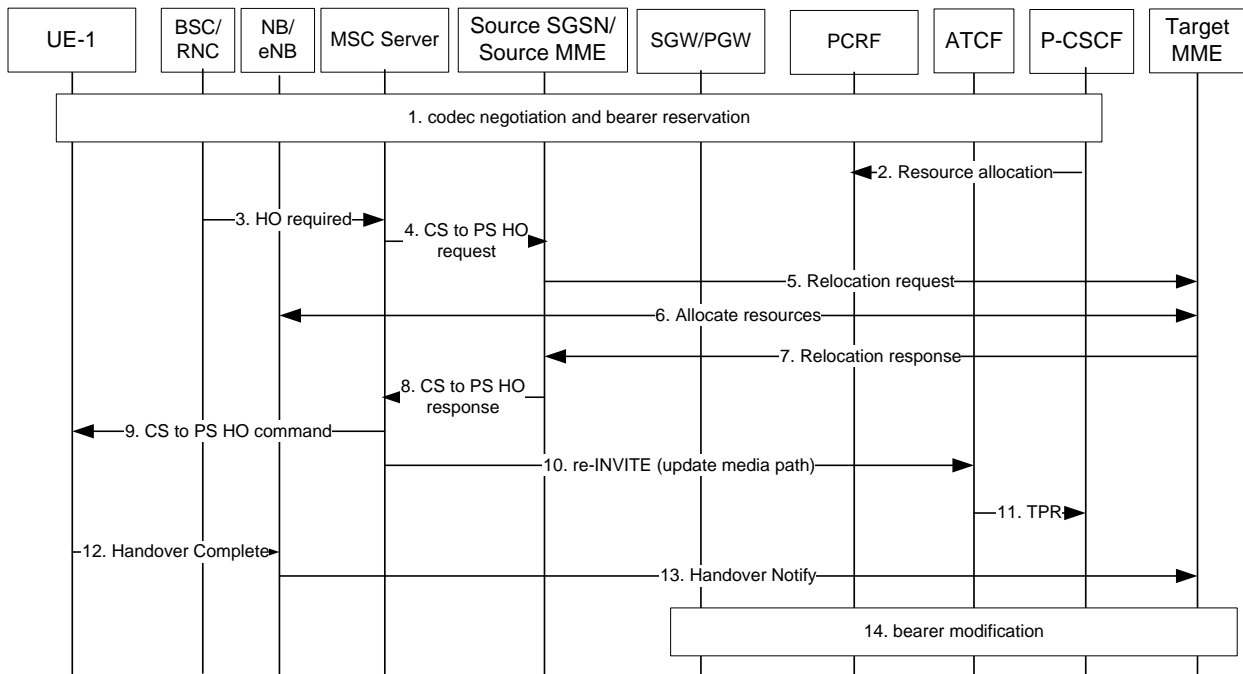 UE-1
BSC/
RNC
NB/
eNB
MSC Server
Source SGSN/
Source MME
SGW/PGW
PCRF
ATCF
P-CSCF
Target
MME
1. codec negotiation and bearer reservation
2. Resource allocation
3. HO required
4. CS to PS HO
request
5. Relocation request
6. Allocate resources
7. Relocation response
8. CS to PS HO
response
9. CS to PS HO command
10. re-INVITE (update media path)
11. TPR
12. Handover Complete
13. Handover Notify
14. bearer modification